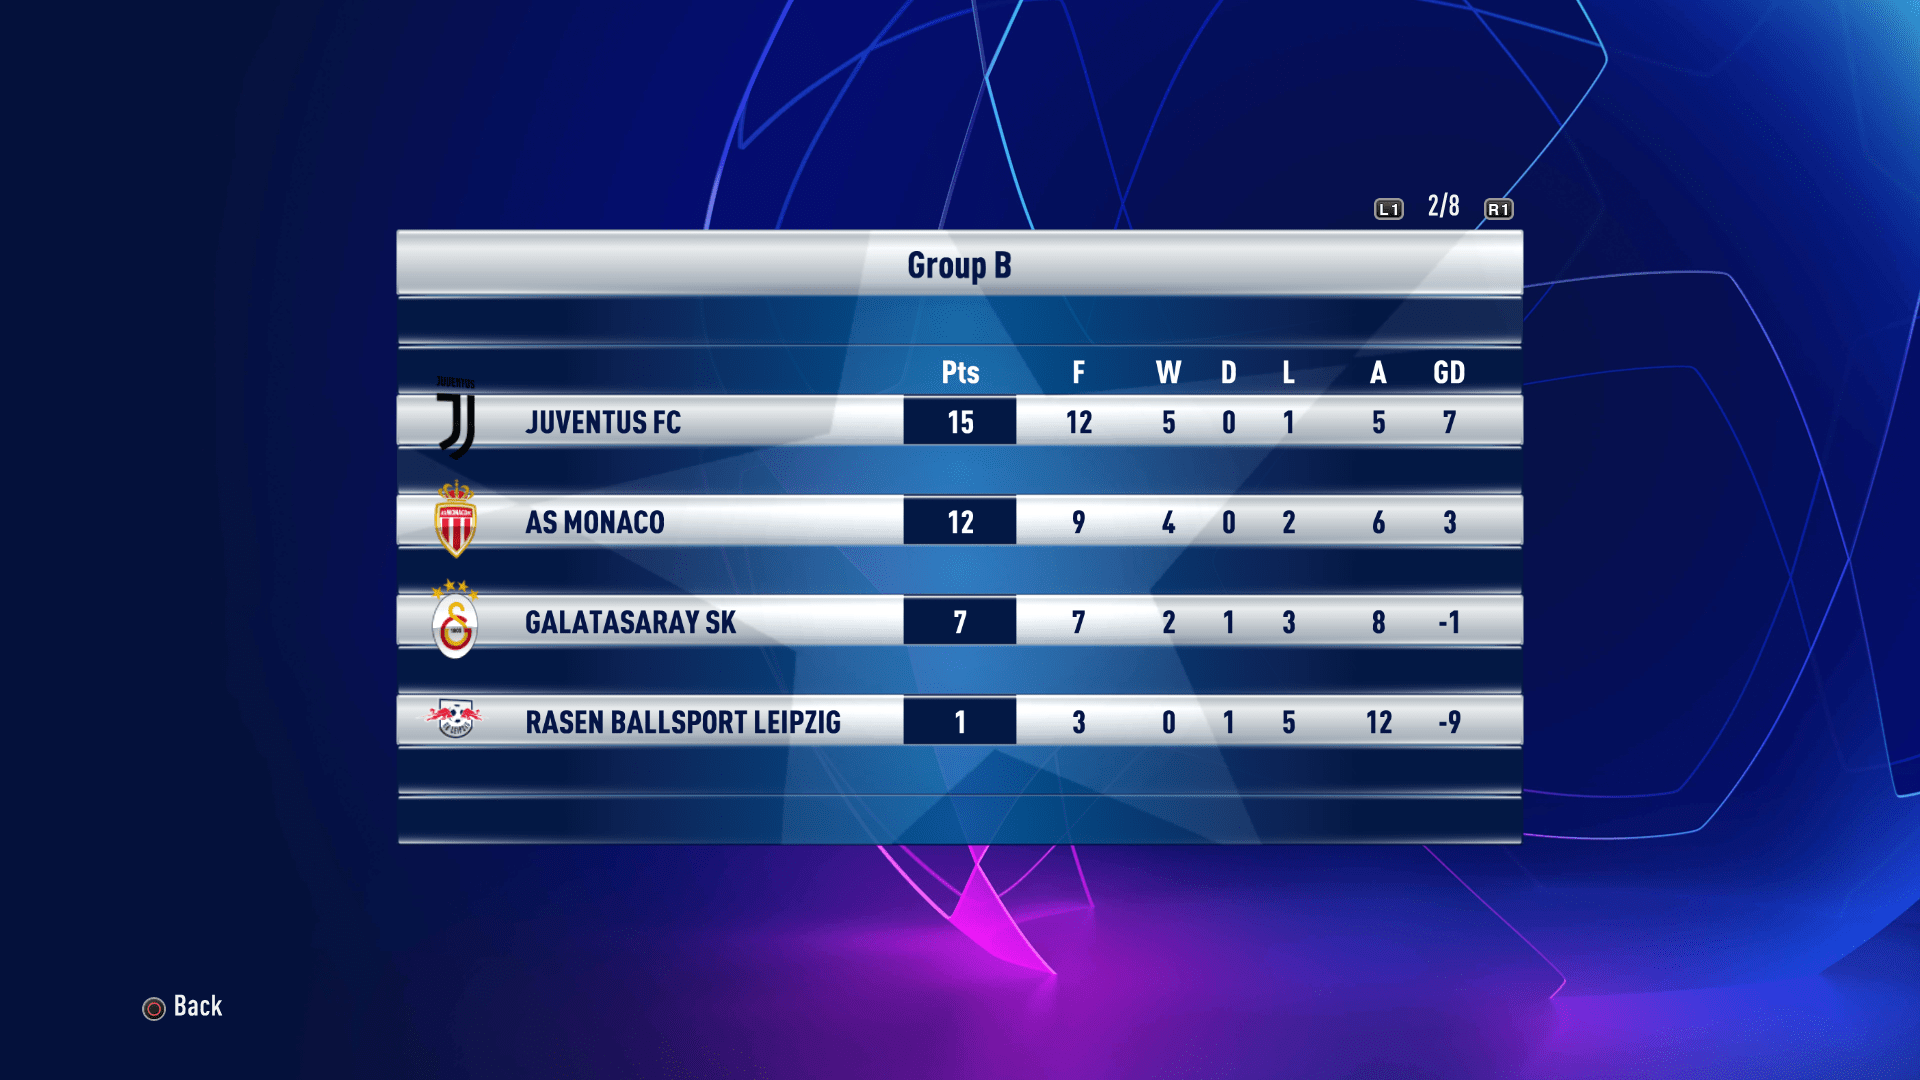 L1 2/8 R1
Group B
Pts F W D L A GD
JUVENTUS
JUVENTUS FC 15 12 5 0 1 5 7
AS MONACO 12 9 4 0 2 6 3
GALATASARAY SK 7 7 2 1 3 8 -1
RASEN BALLSPORT LEIPZIG 1 3 0 1 5 12 -9
Back